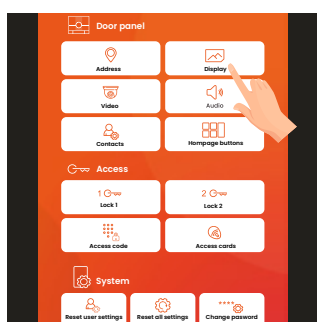 Door panel
Address
Display
Video
Audio
Contacts
Hompage buttons
Access
1
Lock 1
2
Lock 2
Access code
Access cards
System
Reset user settings
Reset all settings
Change pasword